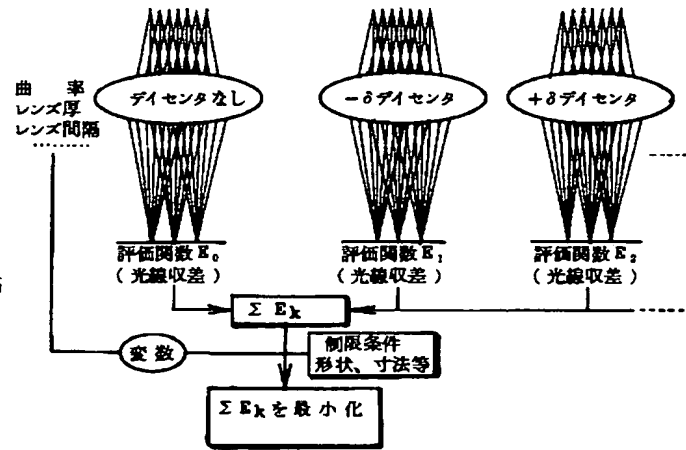 曲 率
レンズ厚
レンズ間隔
デイセンタなし
−δデイセンタ
+δデイセンタ
評価関数E₀
(光線収差)
評価関数E₁
(光線収差)
評価関数E₂
(光線収差)
ΣEk
変数
制限条件
形状、寸法等
ΣEkを最小化